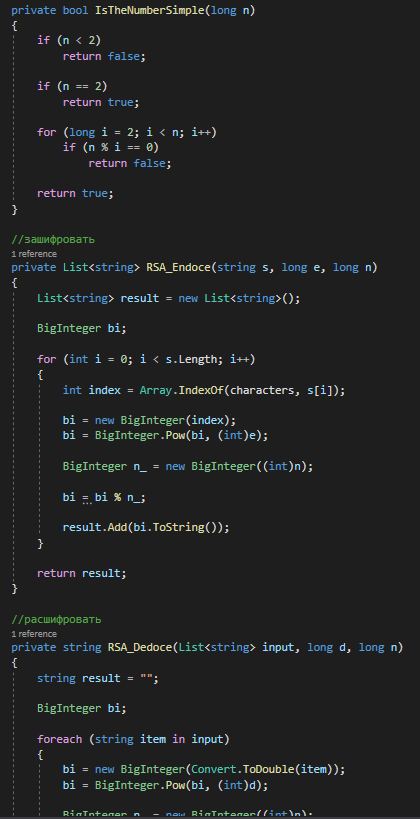 private bool IsTheNumberSimple(long n)
{
    if (n < 2)
        return false;

    if (n == 2)
        return true;

    for (long i = 2; i < n; i++)
        if (n % i == 0)
            return false;

    return true;
}

//зашифровать
1 reference
private List<string> RSA_Endoce(string s, long e, long n)
{
    List<string> result = new List<string>();

    BigInteger bi;

    for (int i = 0; i < s.Length; i++)
    {
        int index = Array.IndexOf(characters, s[i]);

        bi = new BigInteger(index);
        bi = BigInteger.Pow(bi, (int)e);

        BigInteger n_ = new BigInteger((int)n);

        bi = bi % n_;

        result.Add(bi.ToString());
    }

    return result;
}

//расшифровать
1 reference
private string RSA_Dedoce(List<string> input, long d, long n)
{
    string result = "";

    BigInteger bi;

    foreach (string item in input)
    {
        bi = new BigInteger(Convert.ToDouble(item));
        bi = BigInteger.Pow(bi, (int)d);

        BigInteger n_ = new BigInteger((int)n);